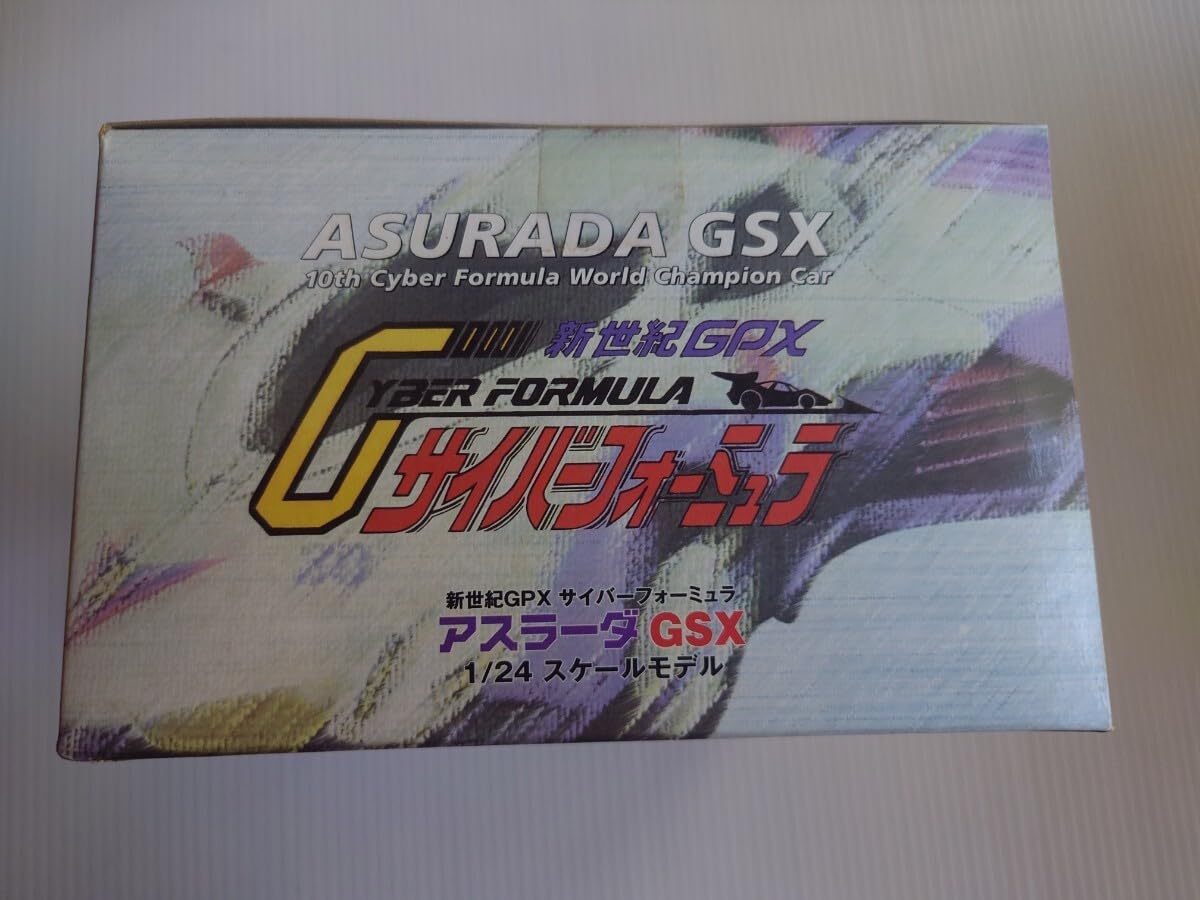 ASURADA GSX
10th Cyber Formula World Champion Car
新世紀GPX
CYBER FORMULA
サイバーフォーミュラ
新世紀GPX サイバーフォーミュラ
アスラーダ GSX
1/24 スケールモデル